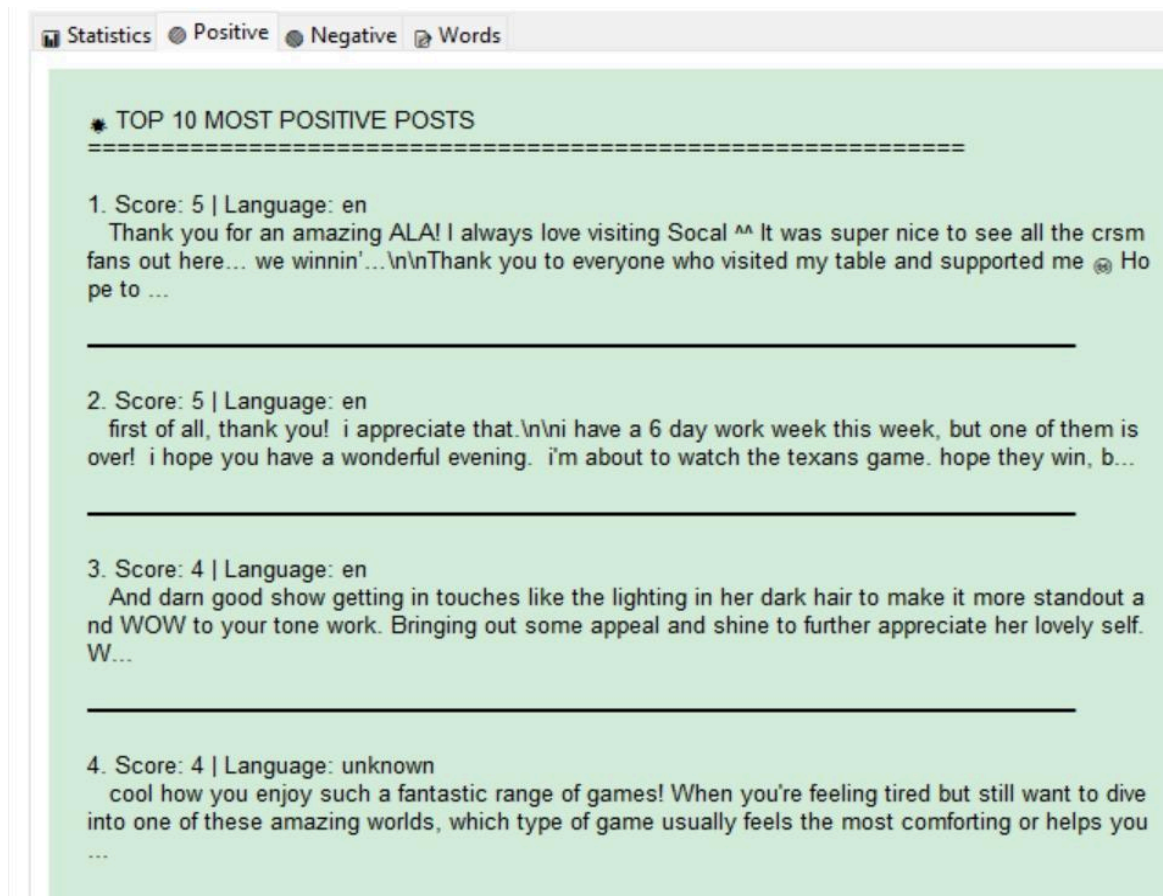 Statistics Positive Negative Words
TOP 10 MOST POSITIVE POSTS
============================================================
1. Score: 5 | Language: en
Thank you for an amazing ALA! I always love visiting Socal ^^ It was super nice to see all the crsm
fans out here... we winnin'...\n\nThank you to everyone who visited my table and supported me Ho
pe to ...
2. Score: 5 | Language: en
first of all, thank you!  i appreciate that.\n\ni have a 6 day work week this week, but one of them is
over!  i hope you have a wonderful evening.  i'm about to watch the texans game. hope they win, b...
3. Score: 4 | Language: en
And darn good show getting in touches like the lighting in her dark hair to make it more standout a
nd WOW to your tone work. Bringing out some appeal and shine to further appreciate her lovely self.
W...
4. Score: 4 | Language: unknown
cool how you enjoy such a fantastic range of games! When you're feeling tired but still want to dive
into one of these amazing worlds, which type of game usually feels the most comforting or helps you
...